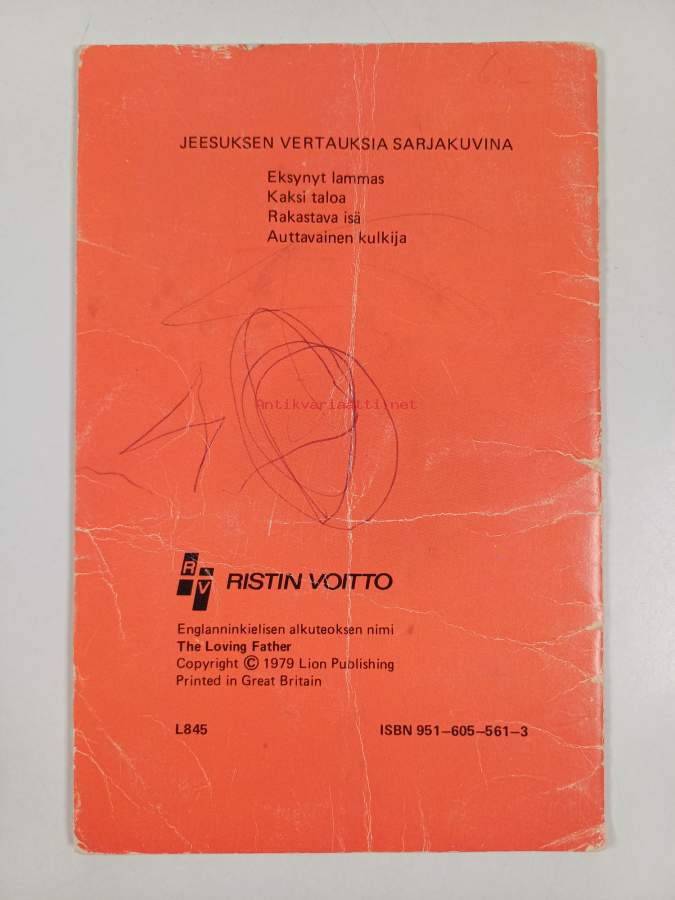 JEESUKSEN VERTAUKSIA SARJAKUVINA
Eksynyt lammas
Kaksi taloa
Rakastava isä
Auttavainen kulkija
Antikvariaatti.net
RV RISTIN VOITTO
Englanninkielisen alkuteoksen nimi
The Loving Father
Copyright © 1979 Lion Publishing
Printed in Great Britain
L845 ISBN 951–605–561–3